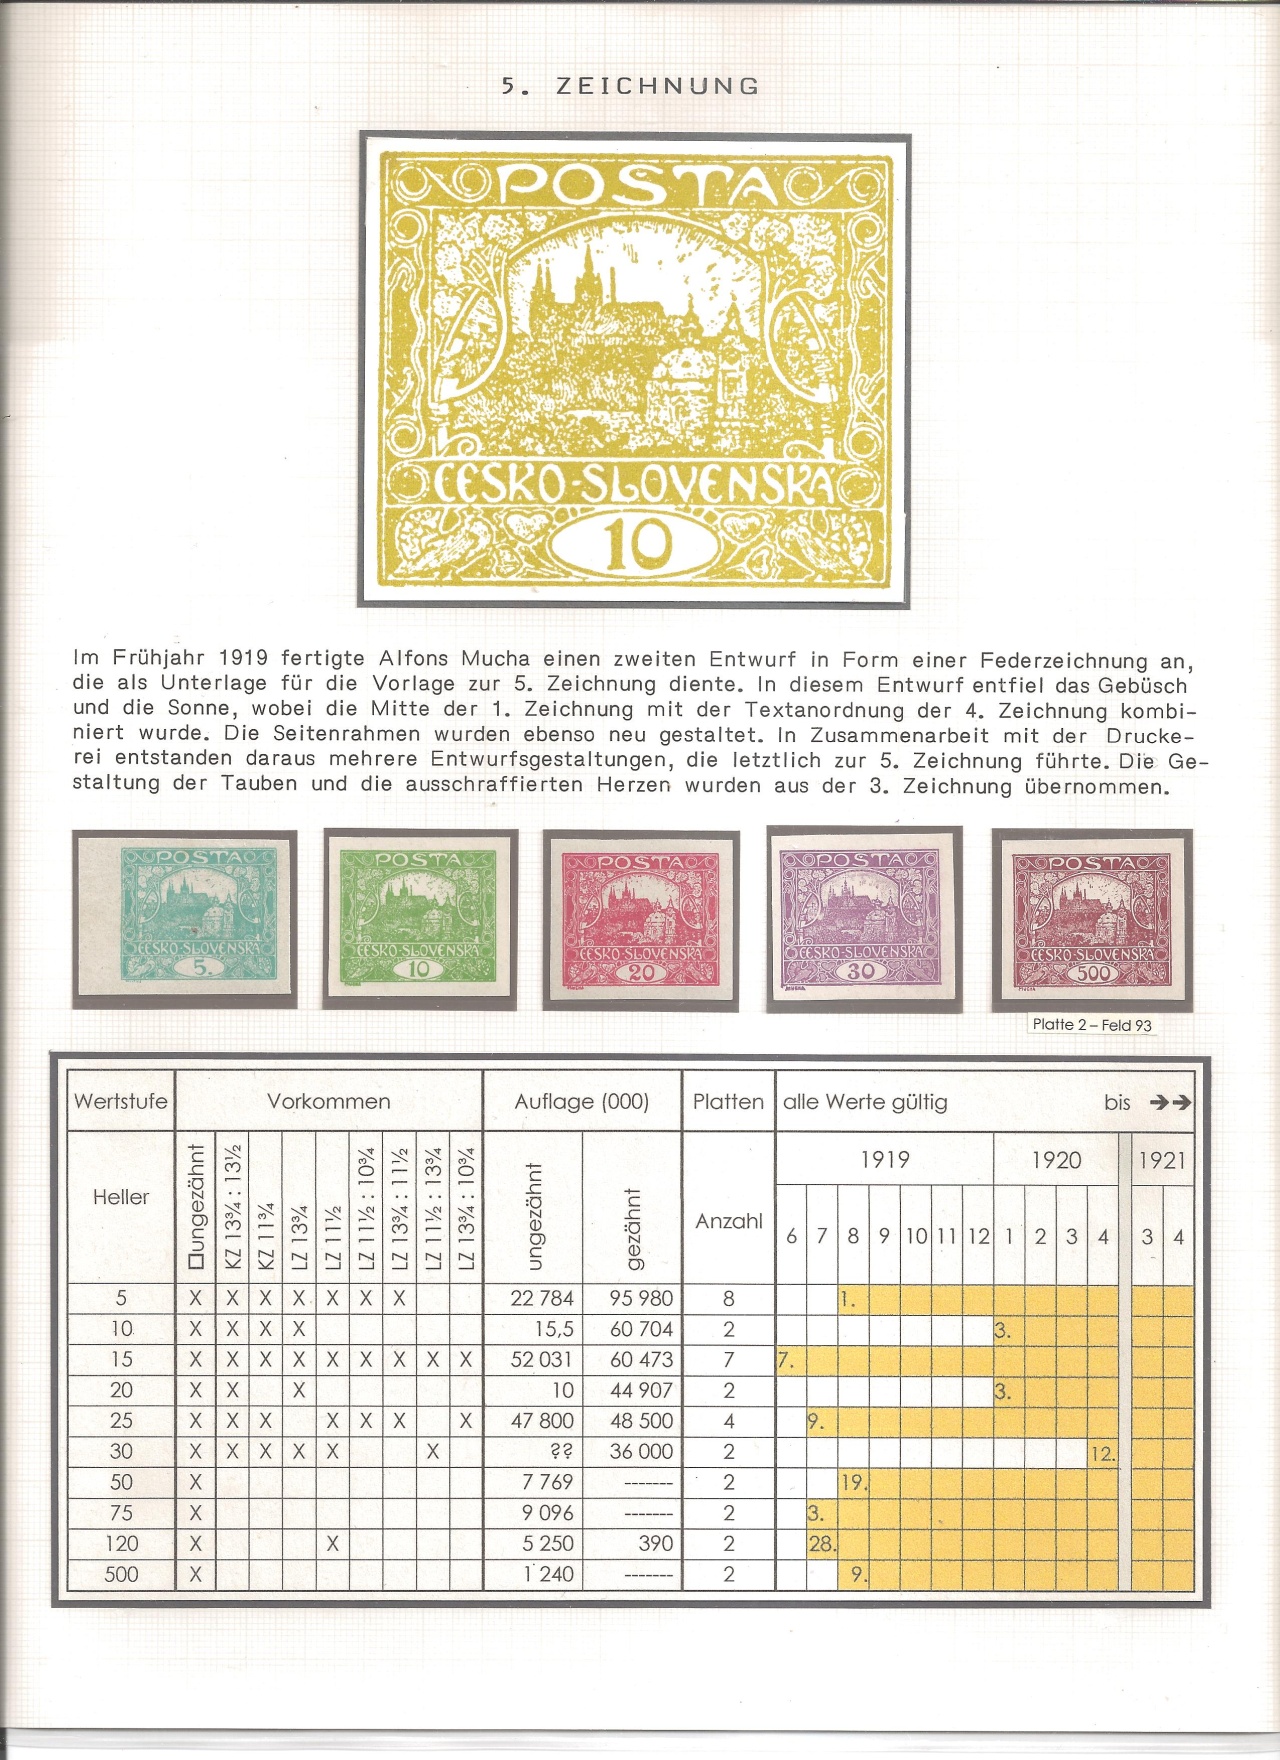 5. ZEICHNUNG
POSTA
ČESKO-SLOVENSKÁ
10
Im Frühjahr 1919 fertigte Alfons Mucha einen zweiten Entwurf in Form einer Federzeichnung an,
die als Unterlage für die Vorlage zur 5. Zeichnung diente. In diesem Entwurf entfiel das Gebüsch
und die Sonne, wobei die Mitte der 1. Zeichnung mit der Textanordnung der 4. Zeichnung kombi-
niert wurde. Die Seitenrahmen wurden ebenso neu gestaltet. In Zusammenarbeit mit der Drucke-
rei entstanden daraus mehrere Entwurfsgestaltungen, die letztlich zur 5. Zeichnung führte. Die Ge-
staltung der Tauben und die ausschraffierten Herzen wurden aus der 3. Zeichnung übernommen.
POSTA
ČESKO-SLOVENSKÁ
5.
POSTA
ČESKO-SLOVENSKÁ
10
MUCHA
POSTA
ČESKO-SLOVENSKÁ
20
MUCHA
POSTA
ČESKO-SLOVENSKÁ
30
MUCHA
POSTA
ČESKO-SLOVENSKÁ
500
MUCHA
Platte 2 – Feld 93
Wertstufe Vorkommen Auflage (000) Platten alle Werte gültig bis ➔➔
Heller □ungezähnt KZ 13¾ : 13½ KZ 11¾ LZ 13¾ LZ 11½ LZ 11½ : 10¾ LZ 13¾ : 11½ LZ 11½ : 13¾ LZ 13¾ : 10¾ ungezähnt gezähnt Anzahl 1919 1920 1921
6 7 8 9 10 11 12 1 2 3 4 3 4
5 X X X X X X X 22 784 95 980 8 1.
10 X X X X 15,5 60 704 2 3.
15 X X X X X X X X X 52 031 60 473 7 7.
20 X X X 10 44 907 2 3.
25 X X X X X X X 47 800 48 500 4 9.
30 X X X X X X ?? 36 000 2 12.
50 X 7 769 ------- 2 19.
75 X 9 096 ------- 2 3.
120 X X 5 250 390 2 28.
500 X 1 240 ------- 2 9.